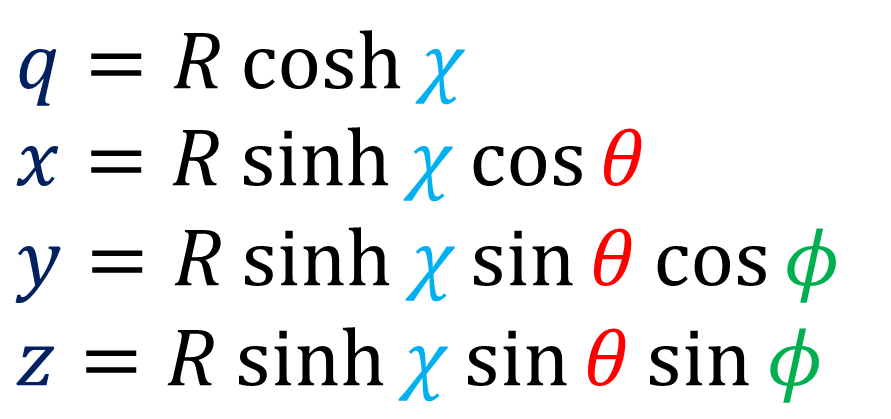 q = R cosh χ
x = R sinh χ cos θ
y = R sinh χ sin θ cos ϕ
z = R sinh χ sin θ sin ϕ